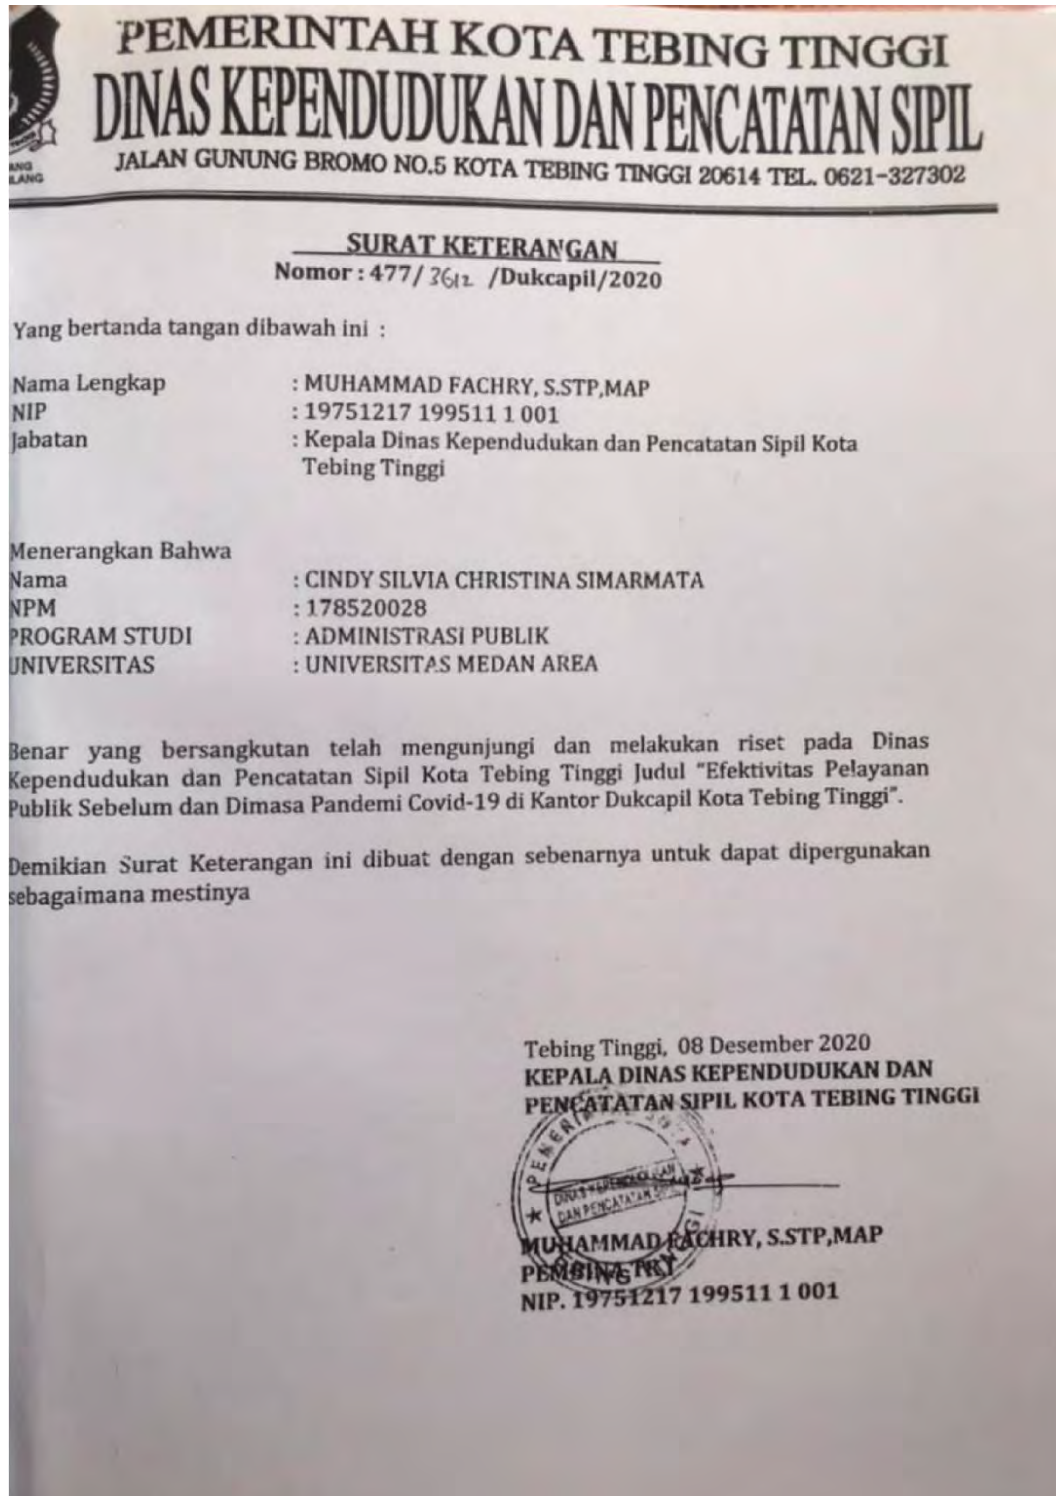 PEMERINTAH KOTA TEBING TINGGI
DINAS KEPENDUDUKAN DAN PENCATATAN SIPIL
JALAN GUNUNG BROMO NO.5 KOTA TEBING TINGGI 20614 TEL. 0621-327302
SURAT KETERANGAN
Nomor : 477/ 3612 /Dukcapil/2020
Yang bertanda tangan dibawah ini :
Nama Lengkap : MUHAMMAD FACHRY, S.STP,MAP
NIP : 19751217 199511 1 001
Jabatan : Kepala Dinas Kependudukan dan Pencatatan Sipil Kota
Tebing Tinggi
Menerangkan Bahwa
Nama : CINDY SILVIA CHRISTINA SIMARMATA
NPM : 178520028
PROGRAM STUDI : ADMINISTRASI PUBLIK
UNIVERSITAS : UNIVERSITAS MEDAN AREA
Benar yang bersangkutan telah mengunjungi dan melakukan riset pada Dinas
Kependudukan dan Pencatatan Sipil Kota Tebing Tinggi Judul "Efektivitas Pelayanan
Publik Sebelum dan Dimasa Pandemi Covid-19 di Kantor Dukcapil Kota Tebing Tinggi".
Demikian Surat Keterangan ini dibuat dengan sebenarnya untuk dapat dipergunakan
sebagaimana mestinya
Tebing Tinggi, 08 Desember 2020
KEPALA DINAS KEPENDUDUKAN DAN
PENCATATAN SIPIL KOTA TEBING TINGGI
DINAS KEPENDUDUKAN
DAN PENCATATAN SIPIL
MUHAMMAD FACHRY, S.STP,MAP
PEMBINA TK.I
NIP. 19751217 199511 1 001